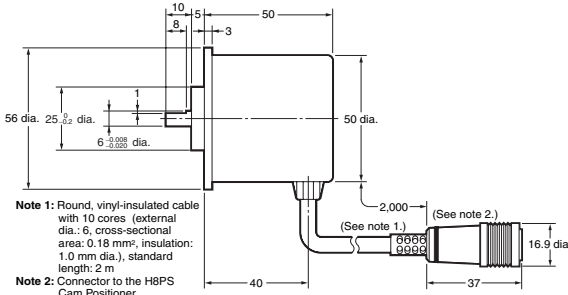 10
5
50
8
3
1
56 dia.
25 0 -0.2 dia.
50 dia.
6 -0.008 -0.020 dia.
Note 1: Round, vinyl-insulated cable
with 10 cores (external
dia.: 6, cross-sectional
area: 0.18 mm², insulation:
1.0 mm dia.), standard
length: 2 m
Note 2: Connector to the H8PS
Cam Positioner
2,000
(See note 1.)
(See note 2.)
16.9 dia
40
37